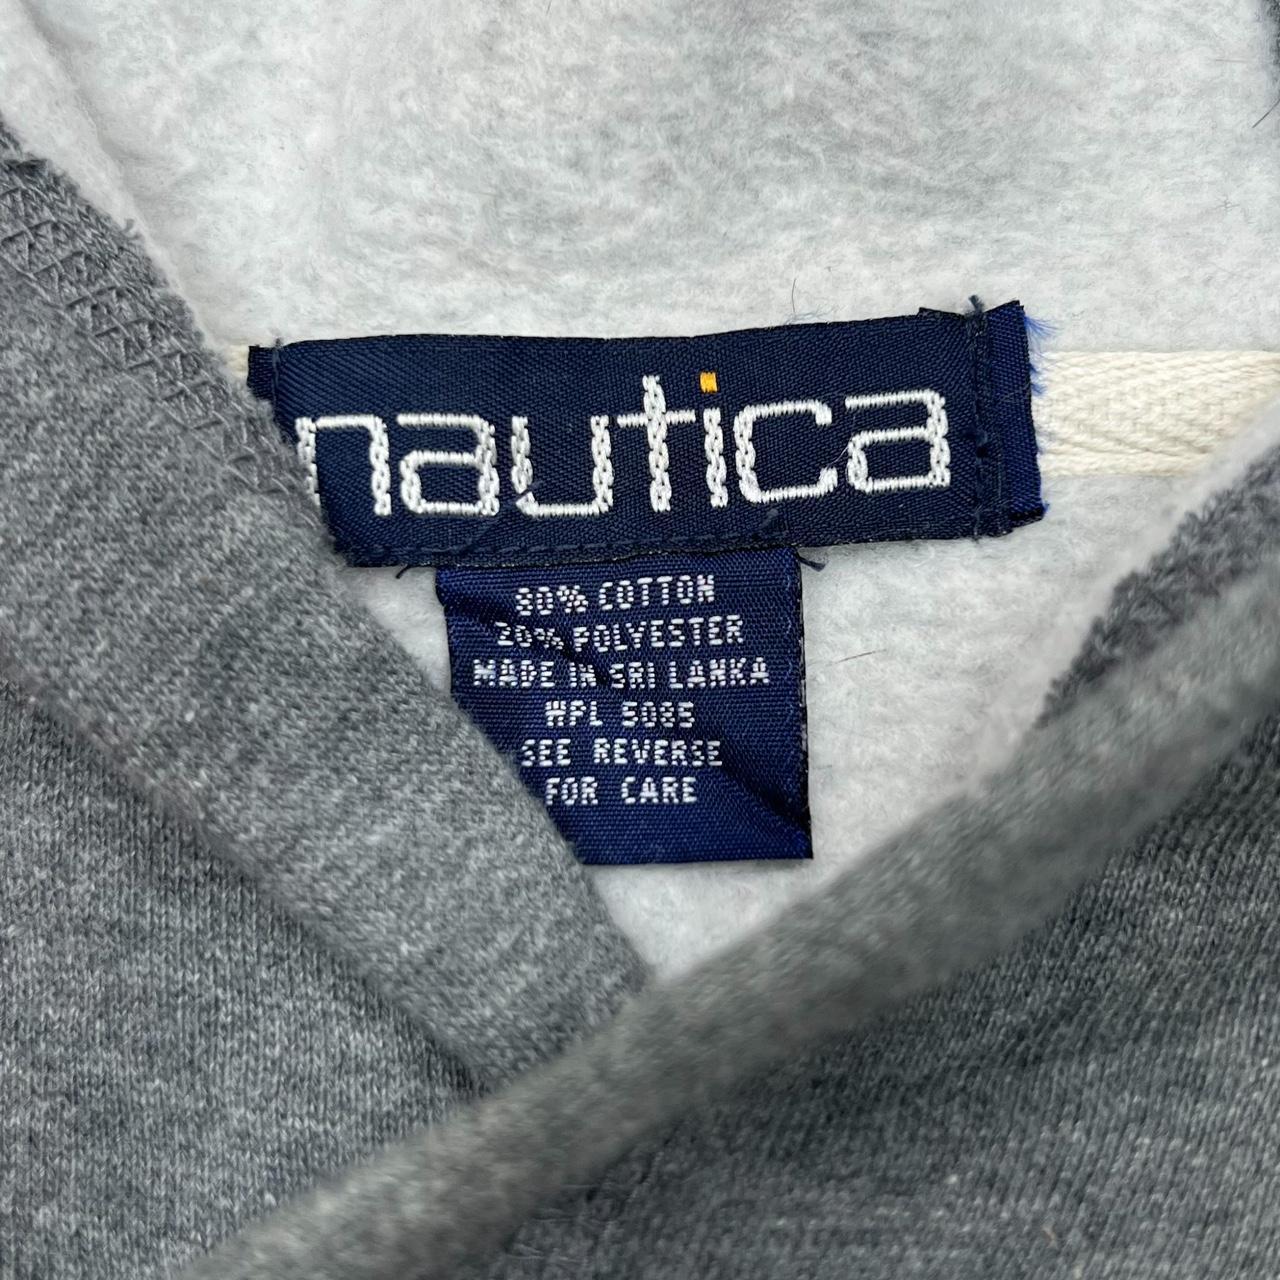 nautica
80% COTTON
20% POLYESTER
MADE IN SRI LANKA
WPL 5085
SEE REVERSE
FOR CARE